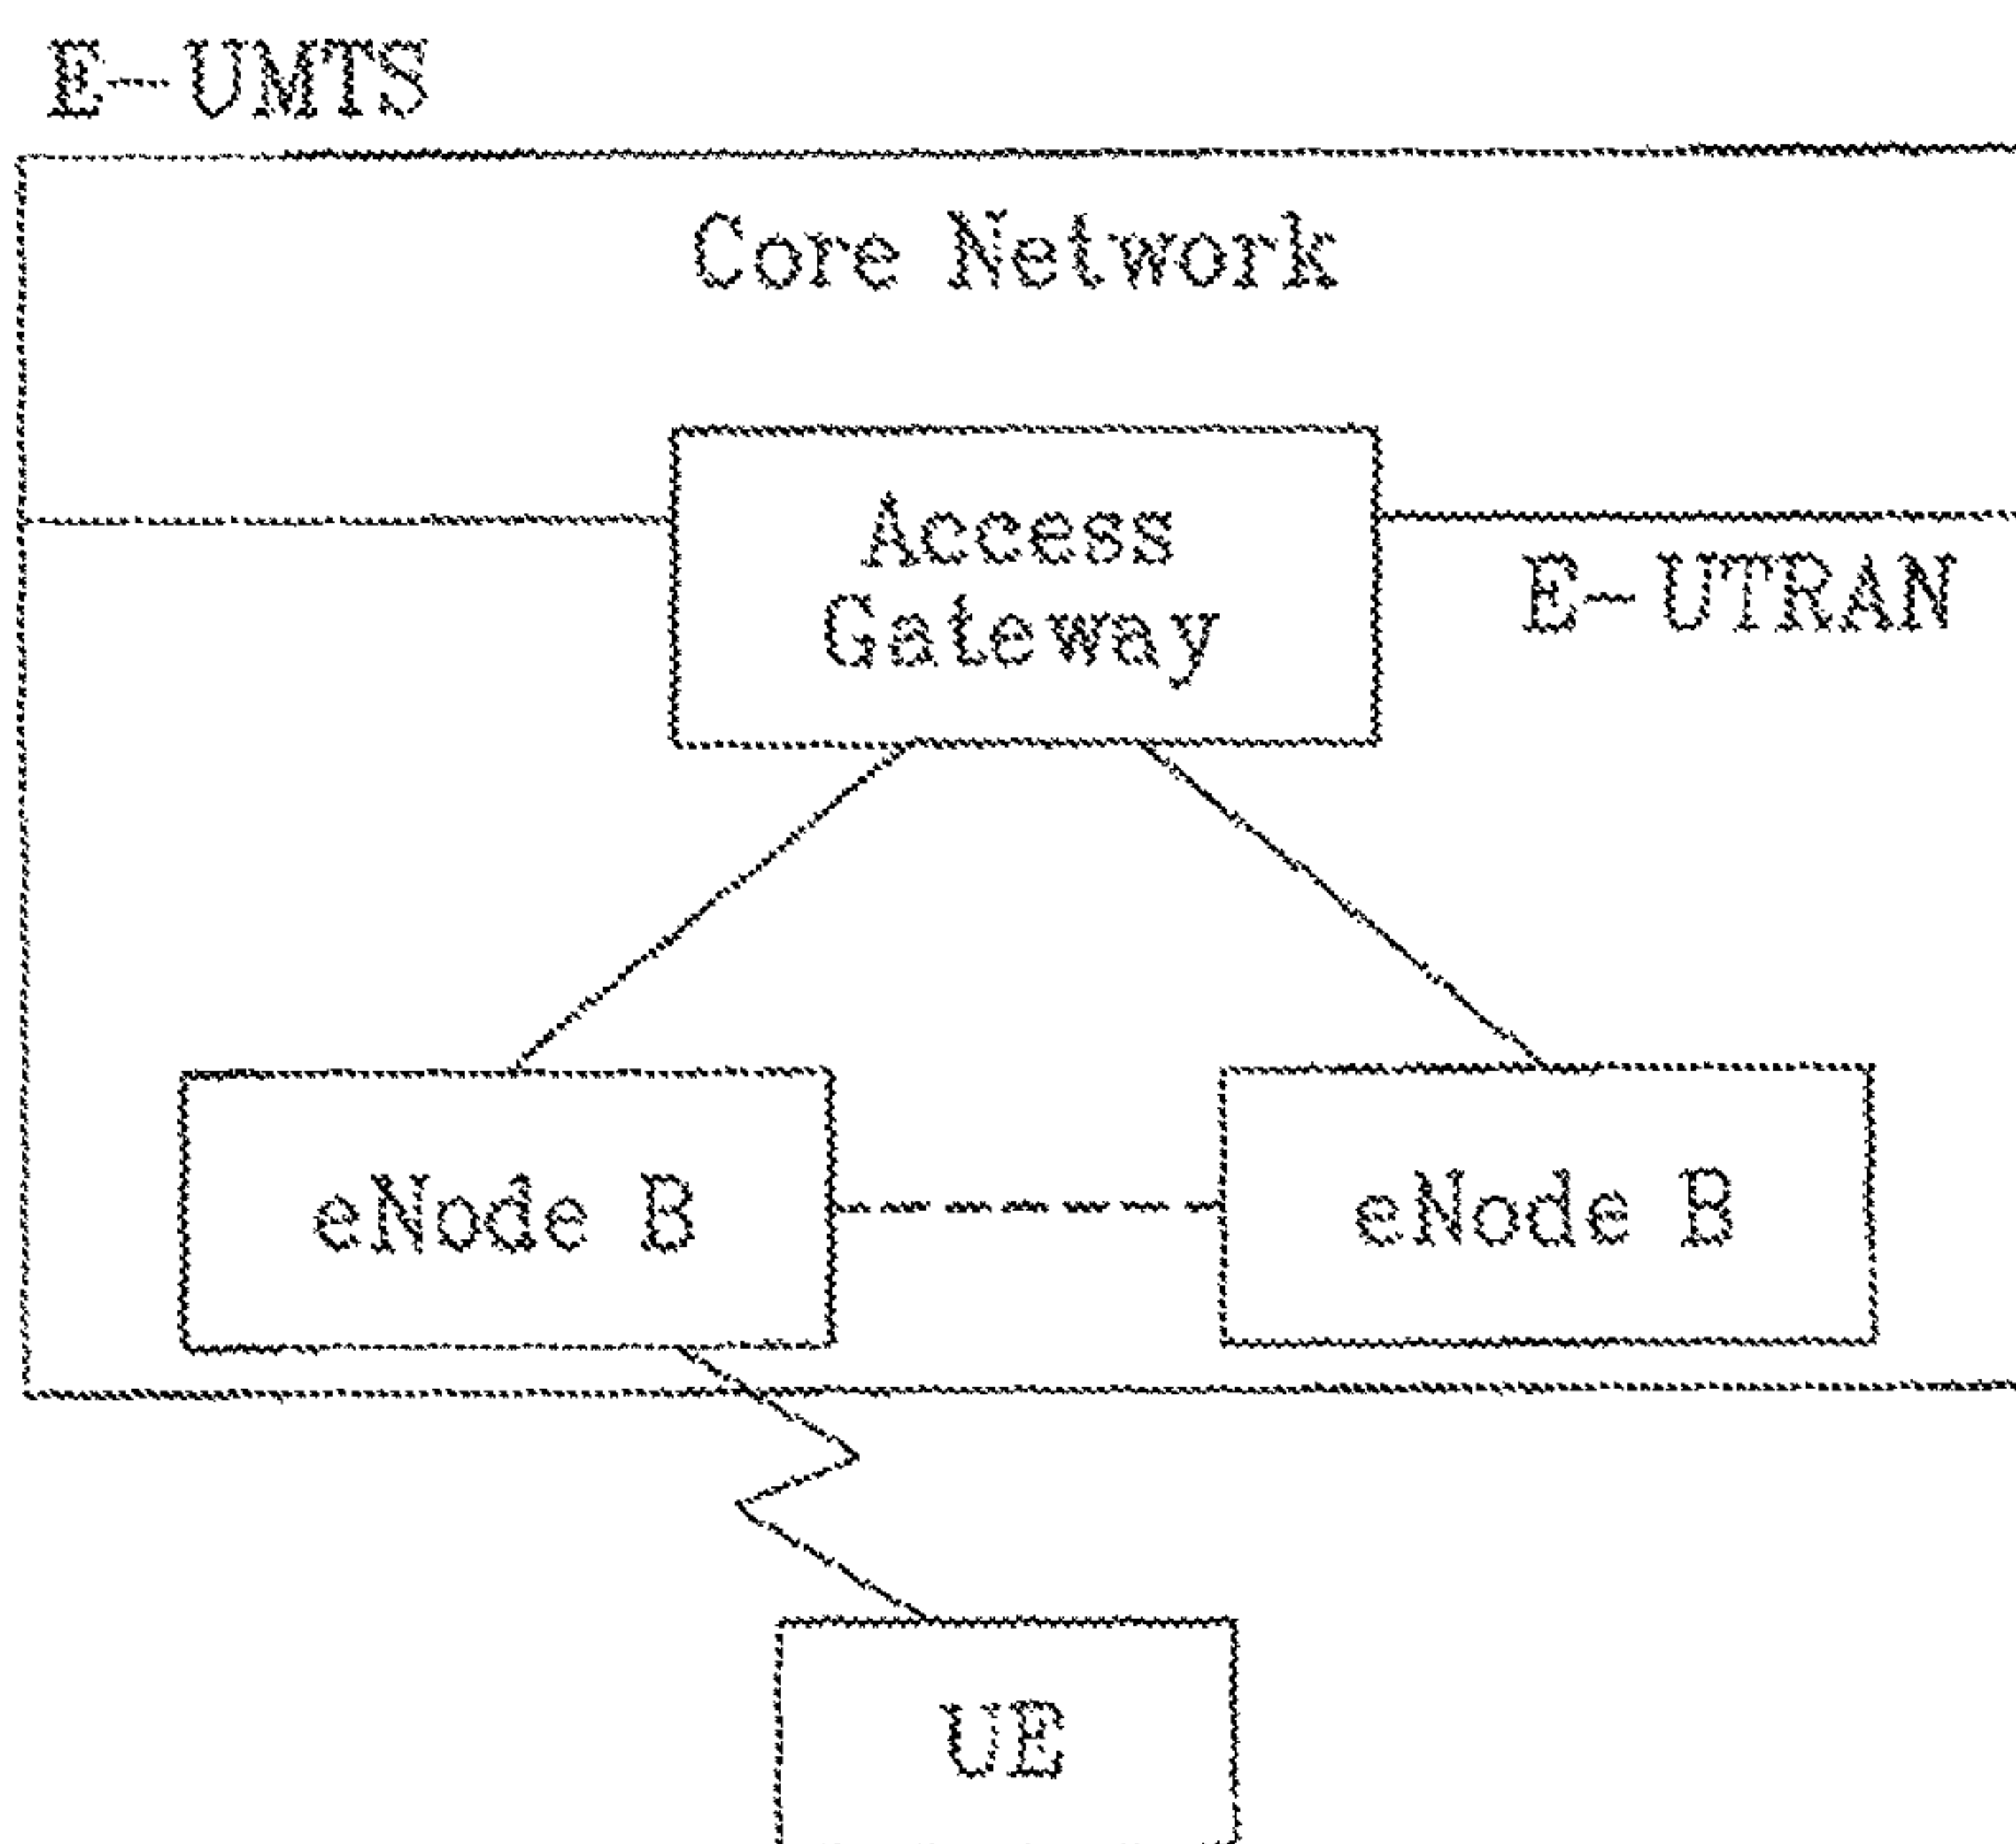 E-UMTS
Core Network
Access
Gateway
E-UTRAN
eNode B
eNode B
UE